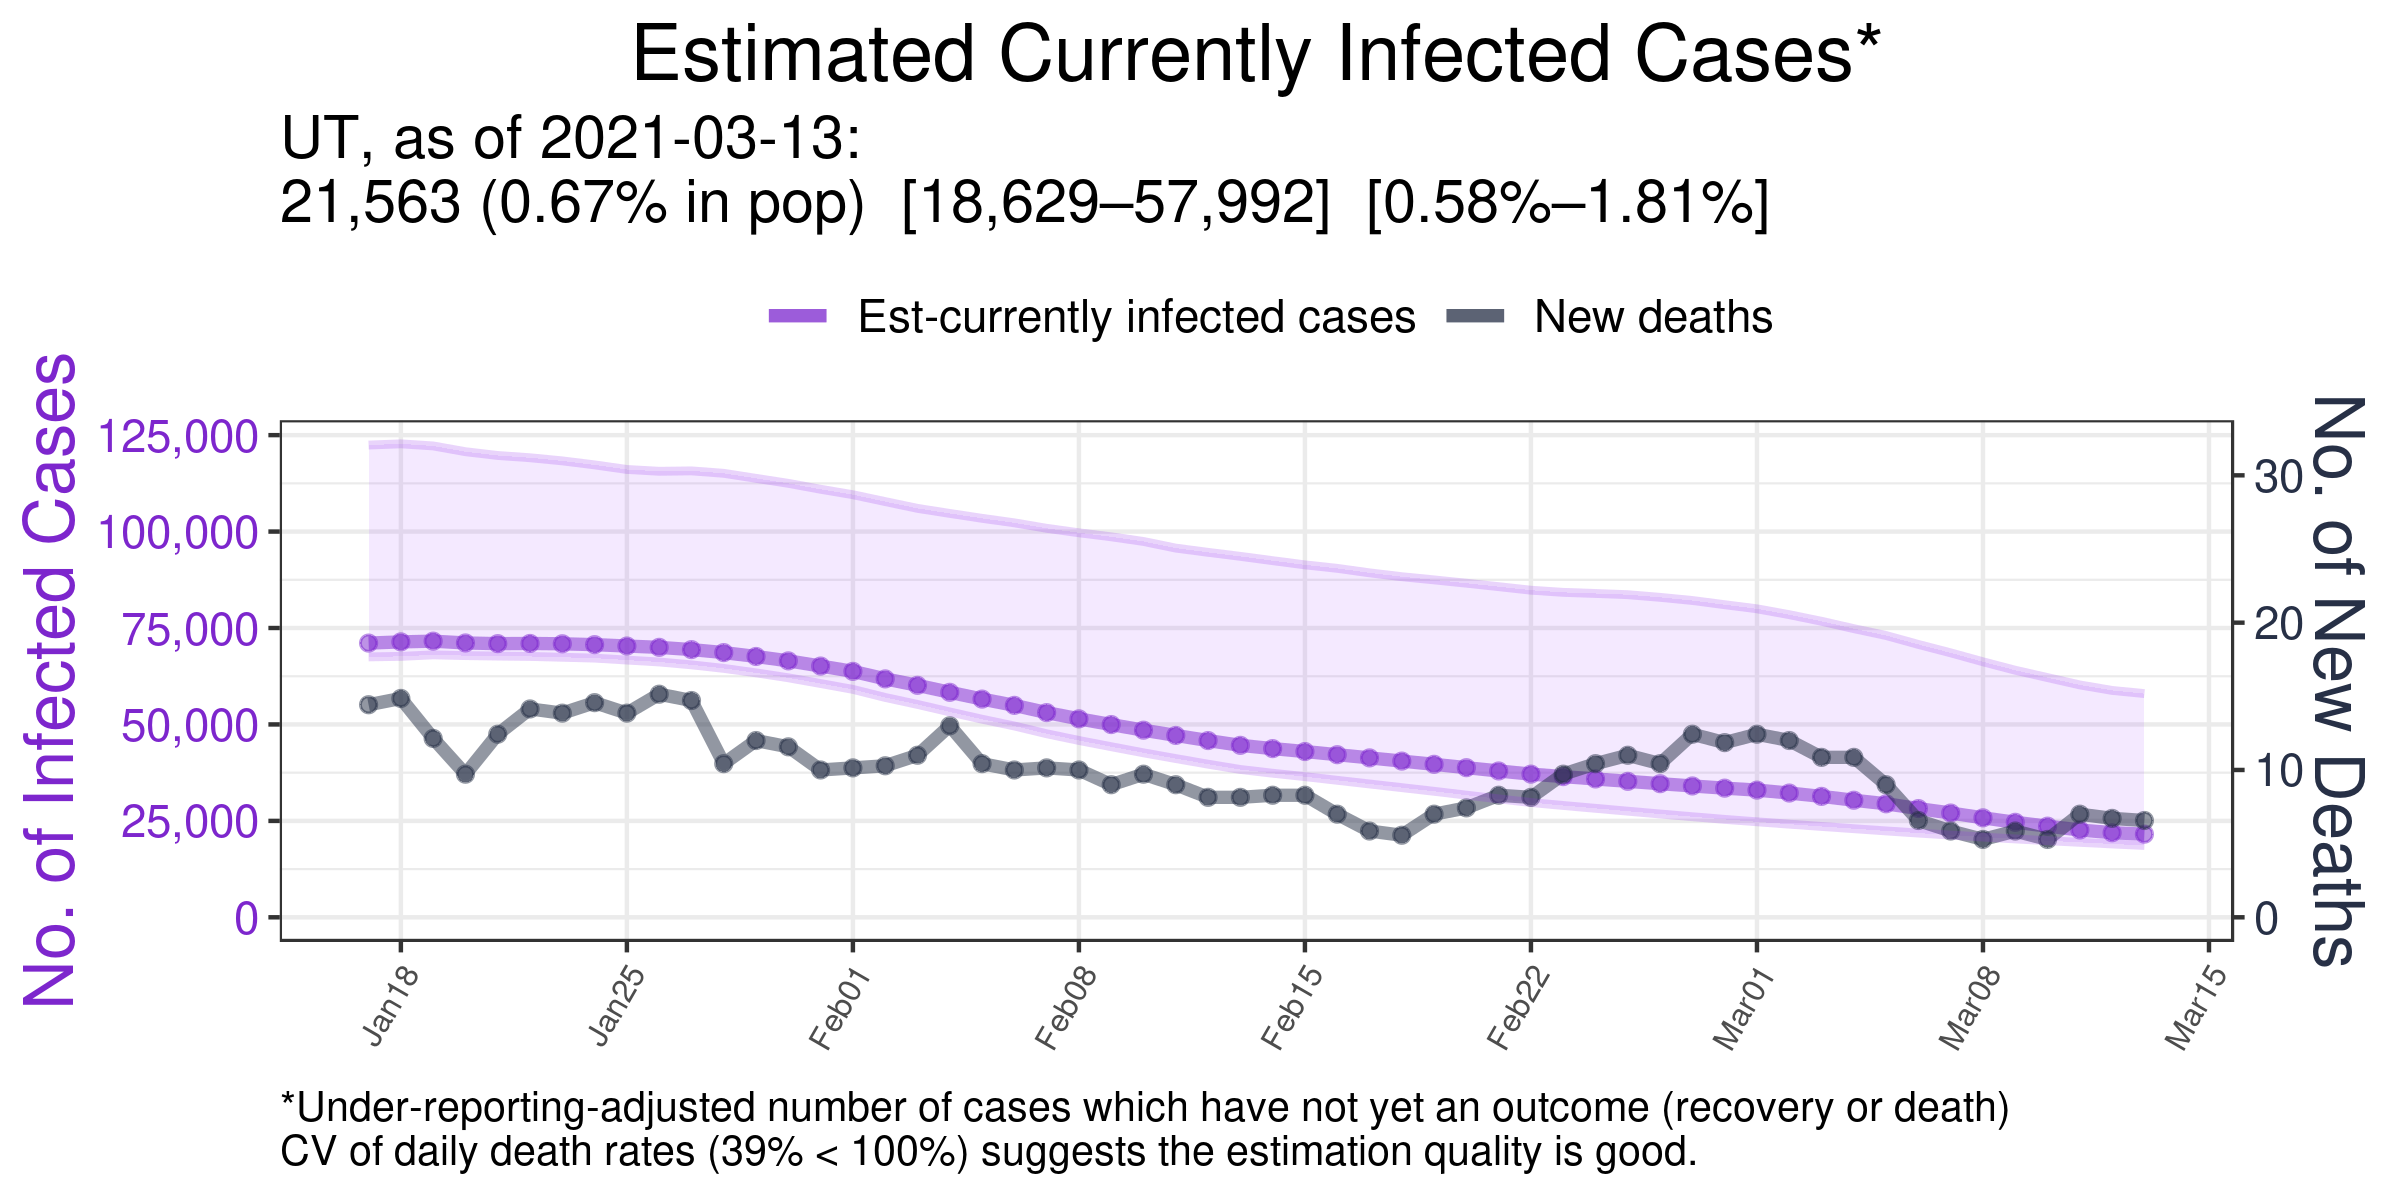 Estimated Currently Infected Cases*
UT, as of 2021-03-13:
21,563 (0.67% in pop)  [18,629–57,992]  [0.58%–1.81%]
Est-currently infected cases
New deaths
No. of Infected Cases
125,000
100,000
75,000
50,000
25,000
0
30
20
10
0
No. of New Deaths
Jan18
Jan25
Feb01
Feb08
Feb15
Feb22
Mar01
Mar08
Mar15
*Under-reporting-adjusted number of cases which have not yet an outcome (recovery or death)
CV of daily death rates (39% < 100%) suggests the estimation quality is good.